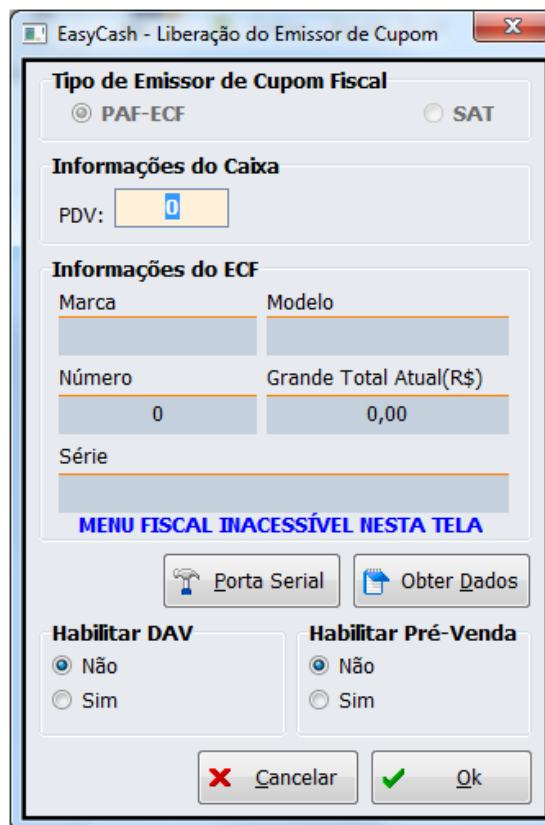 EasyCash - Liberação do Emissor de Cupom
Tipo de Emissor de Cupom Fiscal
PAF-ECF SAT
Informações do Caixa
PDV: 0
Informações do ECF
Marca Modelo
Número Grande Total Atual(R$)
0 0,00
Série
MENU FISCAL INACESSÍVEL NESTA TELA
Porta Serial Obter Dados
Habilitar DAV Habilitar Pré-Venda
Não Não
Sim Sim
Cancelar Ok